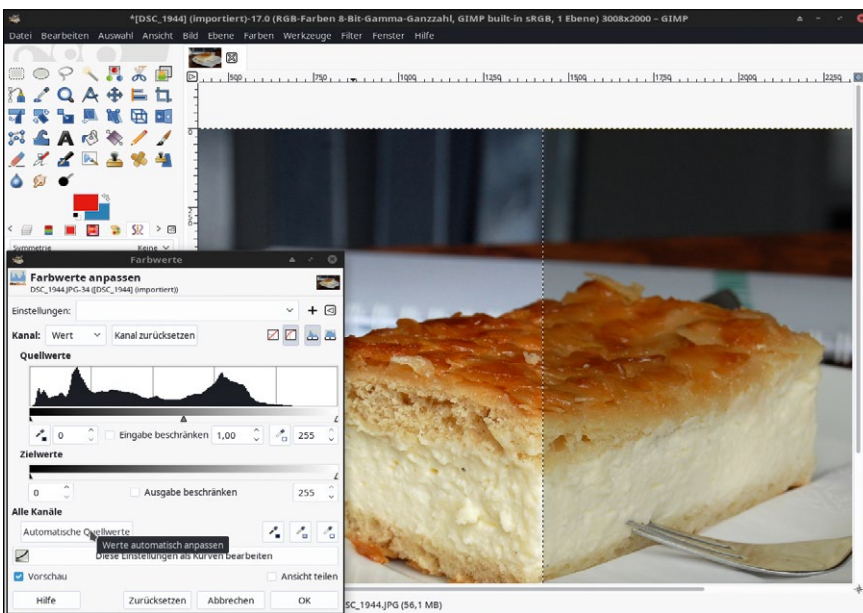 *[DSC_1944] (importiert)-17.0 (RGB-Farben 8-Bit-Gamma-Ganzzahl, GIMP built-in sRGB, 1 Ebene) 3008x2000 – GIMP
Datei Bearbeiten Auswahl Ansicht Bild Ebene Farben Werkzeuge Filter Fenster Hilfe
500 750 1000 1250 1500 1750 2000 2250
Symmetrie Keine
Farbwerte
Farbwerte anpassen
DSC_1944.JPG-34 ([DSC_1944] (importiert))
Einstellungen:
Kanal: Wert Kanal zurücksetzen
Quellwerte
0 Eingabe beschränken 1,00 255
Zielwerte
0 Ausgabe beschränken 255
Alle Kanäle
Automatische Quellwerte
Werte automatisch anpassen
Diese Einstellungen als Kurven bearbeiten
Vorschau Ansicht teilen
Hilfe Zurücksetzen Abbrechen OK
SC_1944.JPG (56,1 MB)